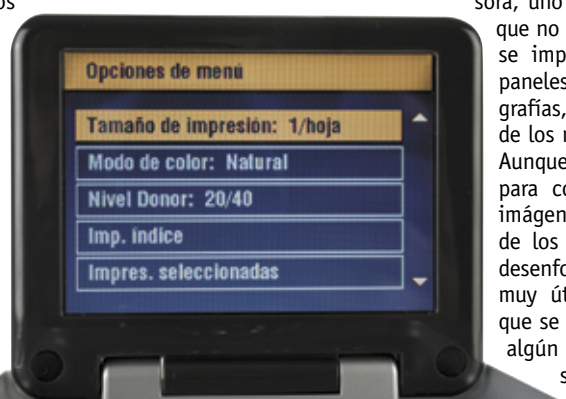 os
Opciones de menú
Tamaño de impresión: 1/hoja
Modo de color: Natural
Nivel Donor: 20/40
Imp. índice
Impres. seleccionadas
sora, uno
que no
se imp
paneles
grafías,
de los
Aunque
para co
imágen
de los
desenfo
muy út
que se
algún
s